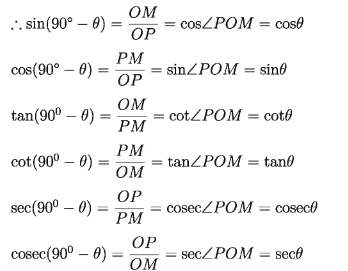 ∴ sin(90° − θ) = OM/OP = cos∠POM = cosθ
cos(90° − θ) = PM/OP = sin∠POM = sinθ
tan(90⁰ − θ) = OM/PM = cot∠POM = cotθ
cot(90⁰ − θ) = PM/OM = tan∠POM = tanθ
sec(90⁰ − θ) = OP/PM = cosec∠POM = cosecθ
cosec(90⁰ − θ) = OP/OM = sec∠POM = secθ